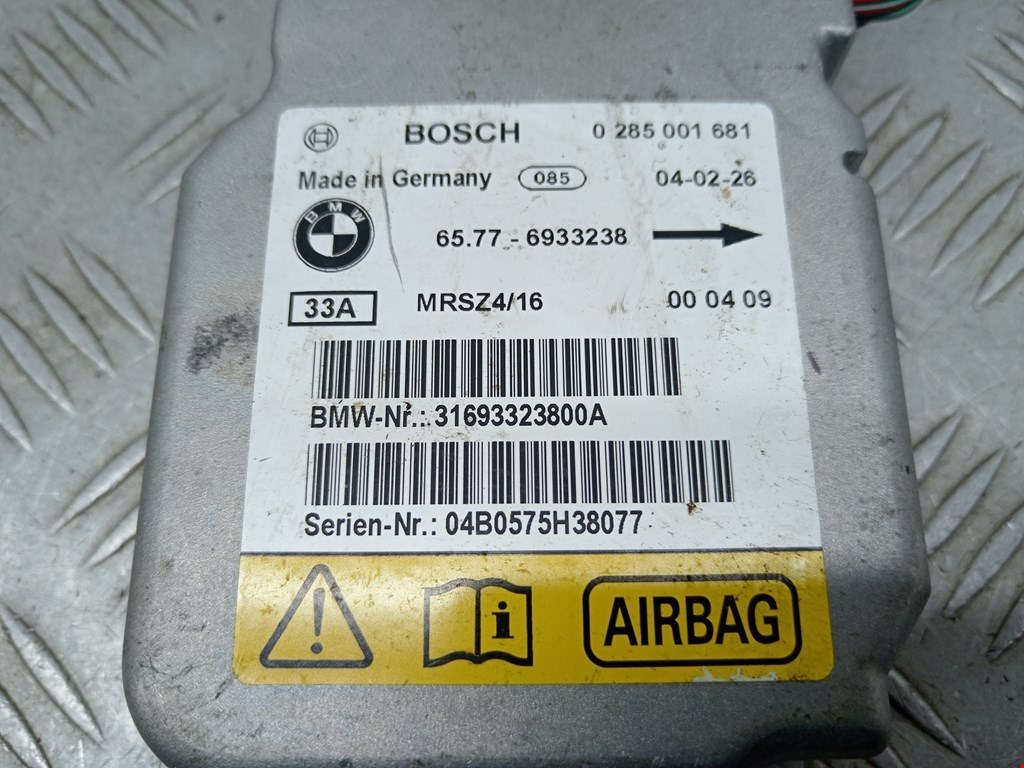 BOSCH 0 285 001 681
Made in Germany 085 04-02-26
BMW 65.77 - 6933238
33A MRSZ4/16 00 04 09
BMW-Nr.: 31693323800A
Serien-Nr.: 04B0575H38077
i AIRBAG